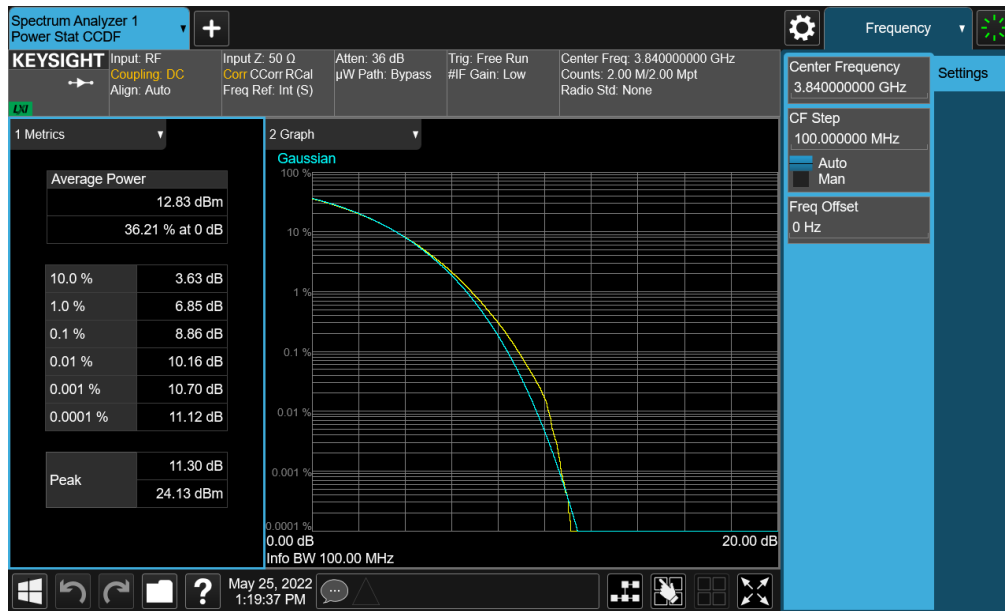 Spectrum Analyzer 1
Power Stat CCDF
Frequency
KEYSIGHT
LXI
Input: RF
Coupling: DC
Align: Auto
Input Z: 50 Ω
Corr CCorr RCal
Freq Ref: Int (S)
Atten: 36 dB
µW Path: Bypass
Trig: Free Run
#IF Gain: Low
Center Freq: 3.840000000 GHz
Counts: 2.00 M/2.00 Mpt
Radio Std: None
Center Frequency
3.840000000 GHz
Settings
CF Step
100.000000 MHz
Auto
Man
Freq Offset
0 Hz
1 Metrics
Average Power
12.83 dBm
36.21 % at 0 dB
10.0 % 3.63 dB
1.0 % 6.85 dB
0.1 % 8.86 dB
0.01 % 10.16 dB
0.001 % 10.70 dB
0.0001 % 11.12 dB
Peak
11.30 dB
24.13 dBm
2 Graph
Gaussian
100 %
10 %
1 %
0.1 %
0.01 %
0.001 %
0.0001 %
0.00 dB 20.00 dB
Info BW 100.00 MHz
May 25, 2022
1:19:37 PM